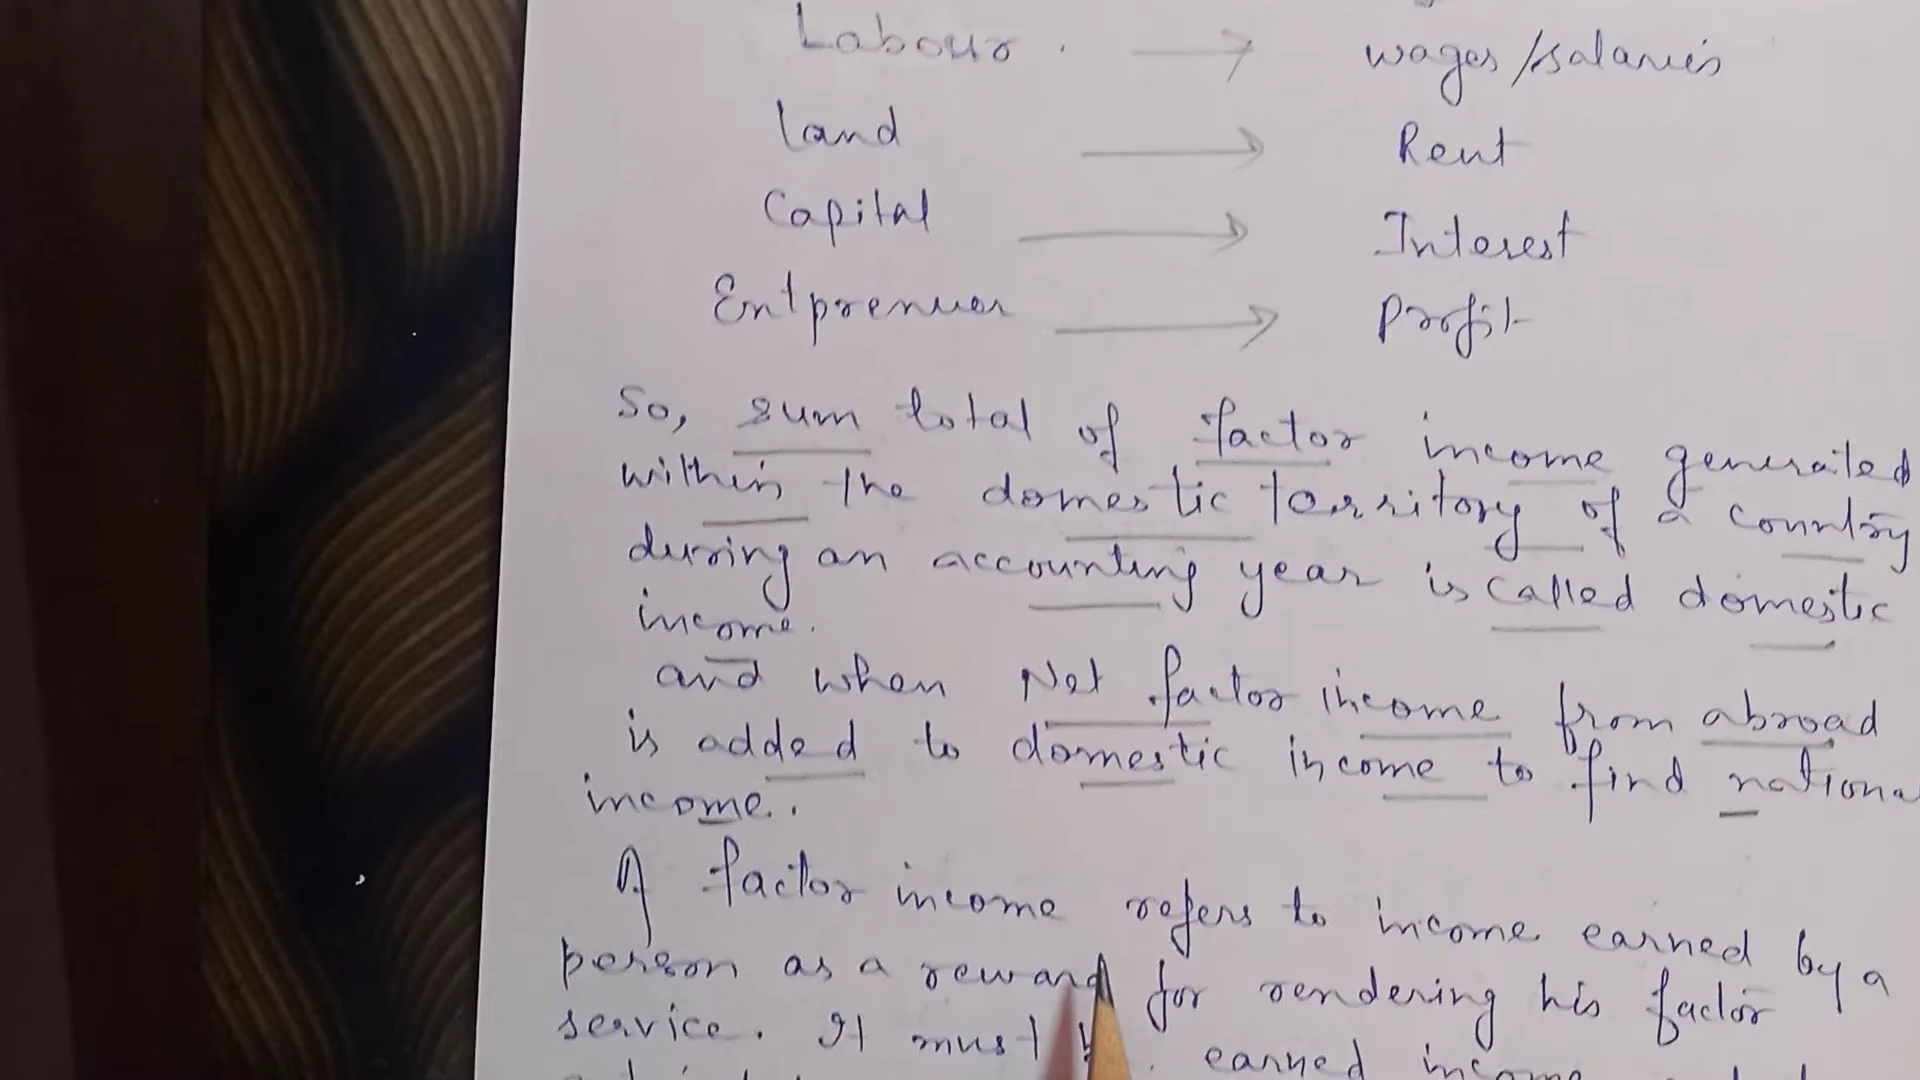 Labour → wages/salaries
Land → Rent
Capital → Interest
Entprenuer → Profit
So, sum total of factor income generated
within the domestic territory of a country
during an accounting year is called domestic
income.
and when Net factor income from abroad
is added to domestic income to find nationa
income.
A factor income refers to income earned by a
person as a reward for rendering his factor
service. It must earned